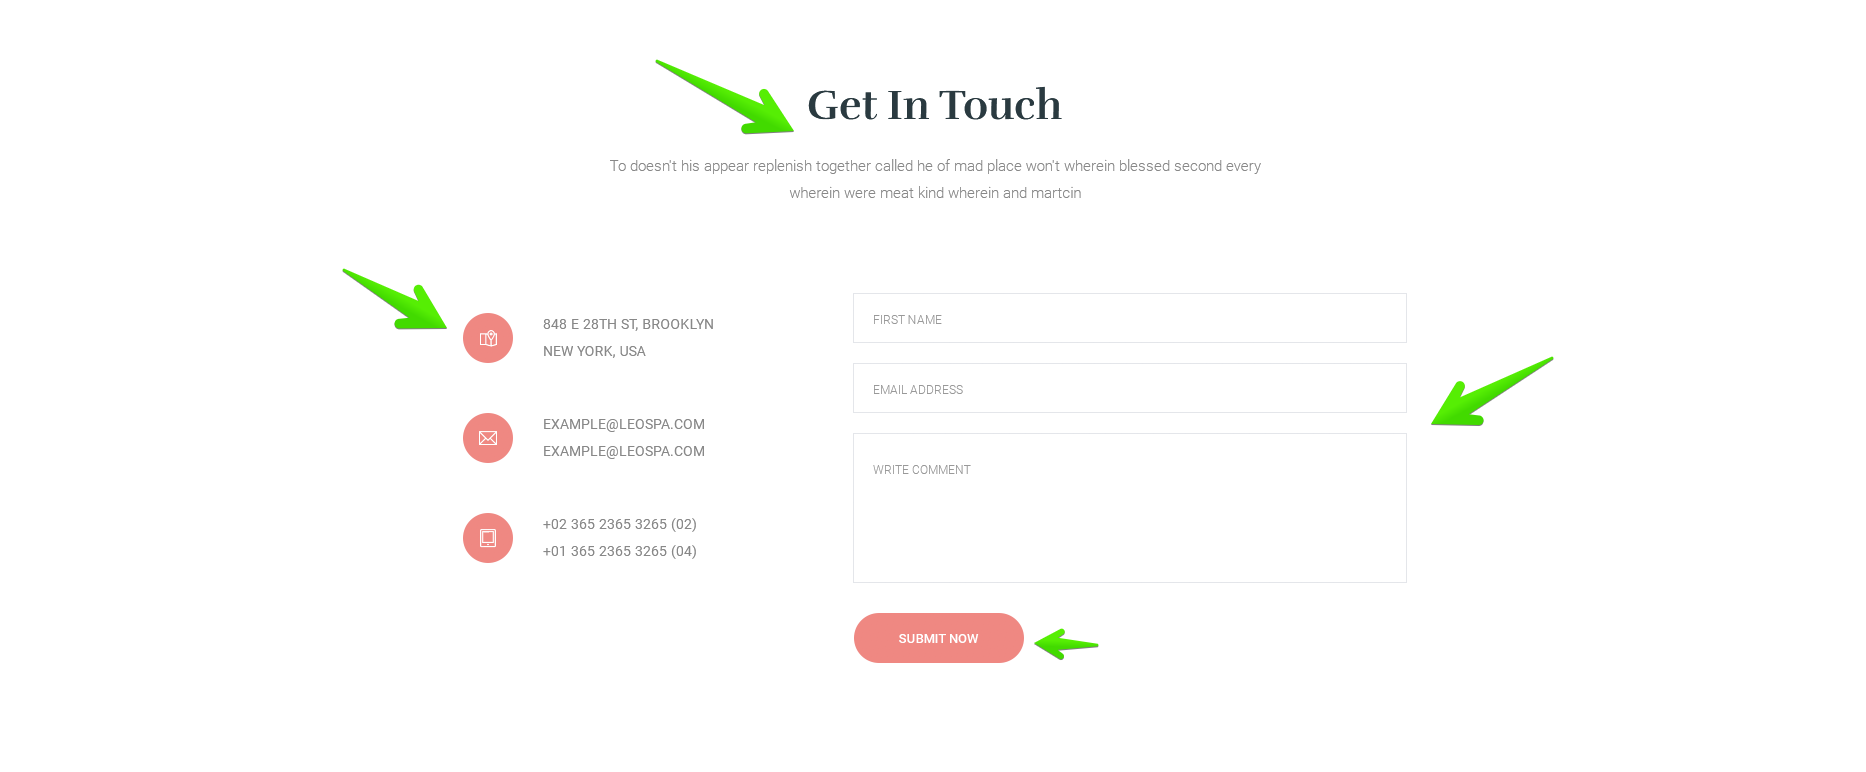 Get In Touch
To doesn't his appear replenish together called he of mad place won't wherein blessed second every
wherein were meat kind wherein and martcin
848 E 28TH ST, BROOKLYN
NEW YORK, USA
EXAMPLE@LEOSPA.COM
EXAMPLE@LEOSPA.COM
+02 365 2365 3265 (02)
+01 365 2365 3265 (04)
FIRST NAME
EMAIL ADDRESS
WRITE COMMENT
SUBMIT NOW